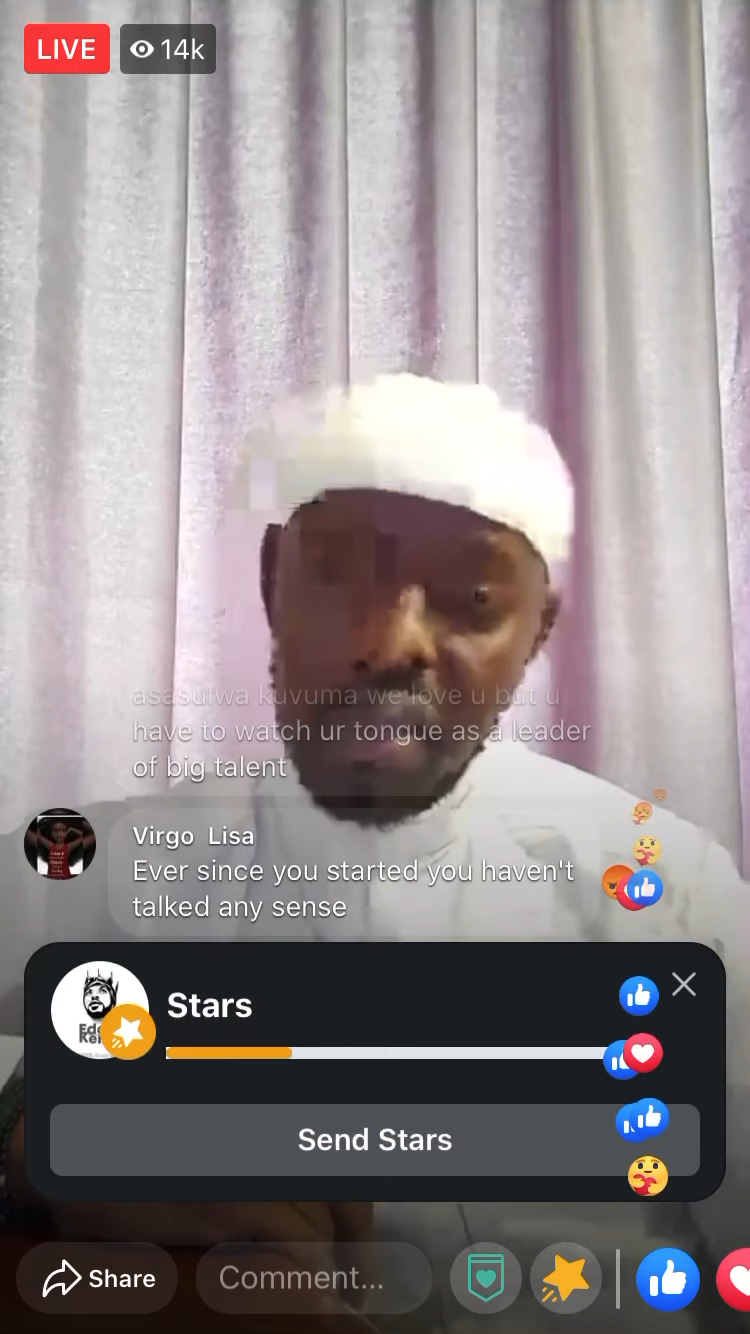 LIVE 14k
asasuiwa kuvuma we love u but u
have to watch ur tongue as a leader
of big talent
Virgo Lisa
Ever since you started you haven't
talked any sense
Stars
Send Stars
Share Comment...